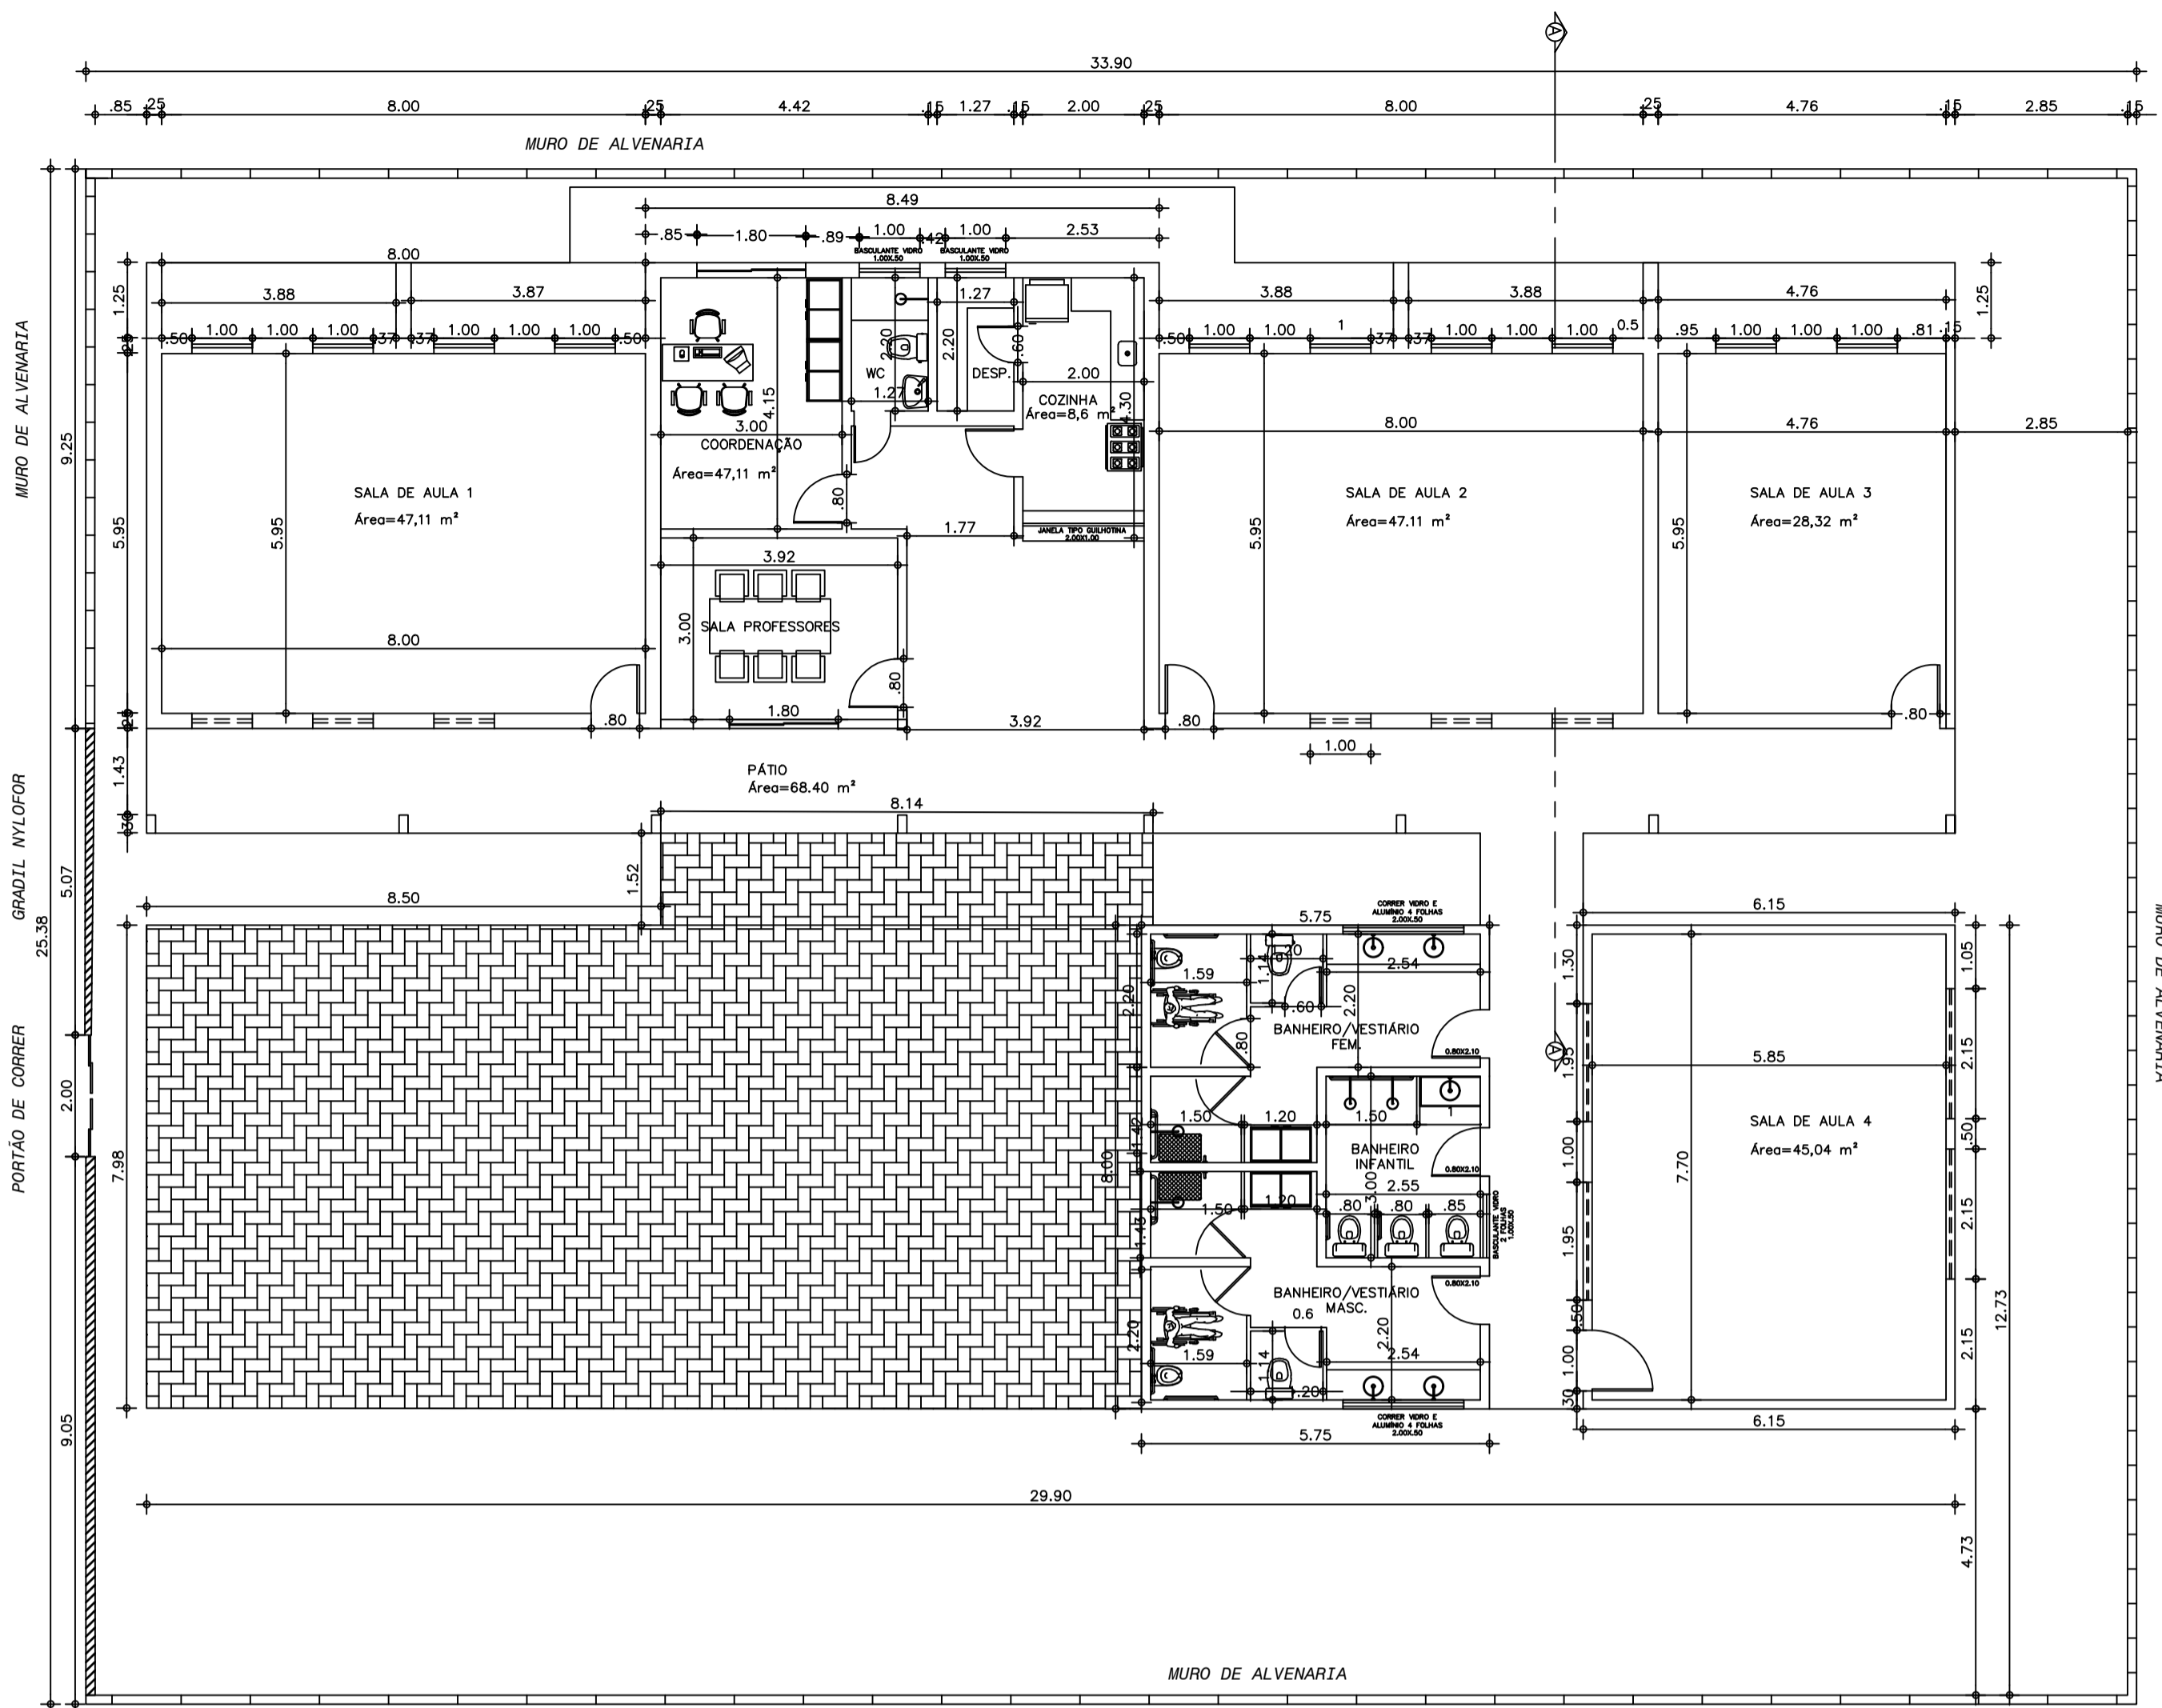 A
33.90
.85 .25 8.00 .25 4.42 .15 1.27 .15 2.00 .25 8.00 .25 4.76 .15 2.85 .15
MURO DE ALVENARIA
8.49
.85 1.80 .89 1.00 .42 1.00 2.53
BASCULANTE VIDRO
1.00X.50
BASCULANTE VIDRO
1.00X.50
8.00
3.88 3.87
1.27
3.88 3.88 4.76
1.25
1.25
.50 1.00 1.00 1.00 .37 .37 1.00 1.00 1.00 .50
.50 1.00 1.00 1 .37 .37 1.00 1.00 1.00 0.5 .95 1.00 1.00 1.00 .81 .15
.25
2.20
2.20
.60
WC
DESP.
2.00
1.27
COZINHA
Área=8,6 m²
4.30
4.15
3.00
COORDENAÇÃO
Área=47,11 m²
.80
8.00
4.76
2.85
MURO DE ALVENARIA
9.25
5.95
5.95
SALA DE AULA 1
Área=47,11 m²
SALA DE AULA 2
Área=47.11 m²
SALA DE AULA 3
Área=28,32 m²
5.95
5.95
1.77
JANELA TIPO GUILHOTINA
2.00X1.00
3.92
3.00
SALA PROFESSORES
8.00
.80
1.80
3.92
.80
.80
.80
.25
1.00
1.43
.30
PÁTIO
Área=68.40 m²
8.14
GRADIL NYLOFOR
25.38
5.07
1.52
8.50
CORRER VIDRO E
ALUMÍNIO 4 FOLHAS
2.00X.50
5.75
6.15
MURO DE ALVENARIA
1.30
1.05
1.59
1.14
1.20
2.54
2.20
2.20
.60
BANHEIRO/VESTIÁRIO
FEM.
.80
0.80X2.10
A
1.95
5.85
2.15
PORTÃO DE CORRER
2.00
7.98
1.50 1.20 1.50
1
1.42
8.00
BANHEIRO
INFANTIL
0.80X2.10
3.00
2.55
1.50 1.20
.80 .80 .85
BASCULANTE VIDRO
2 FOLHAS
1.00X.50
1.43
1.00
SALA DE AULA 4
Área=45,04 m²
7.70
.50
2.15
1.95
BANHEIRO/VESTIÁRIO
MASC.
0.80X2.10
0.6
2.20
2.20
1.59
1.14
2.54
.20
.50
1.00
.30
2.15
12.73
CORRER VIDRO E
ALUMÍNIO 4 FOLHAS
2.00X.50
5.75
6.15
9.05
29.90
4.73
MURO DE ALVENARIA